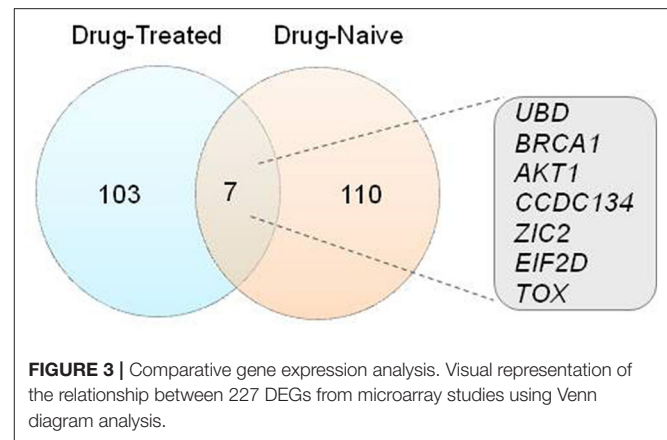 Drug-Treated Drug-Naive
103 7 110
UBD
BRCA1
AKT1
CCDC134
ZIC2
EIF2D
TOX
FIGURE 3 | Comparative gene expression analysis. Visual representation of
the relationship between 227 DEGs from microarray studies using Venn
diagram analysis.